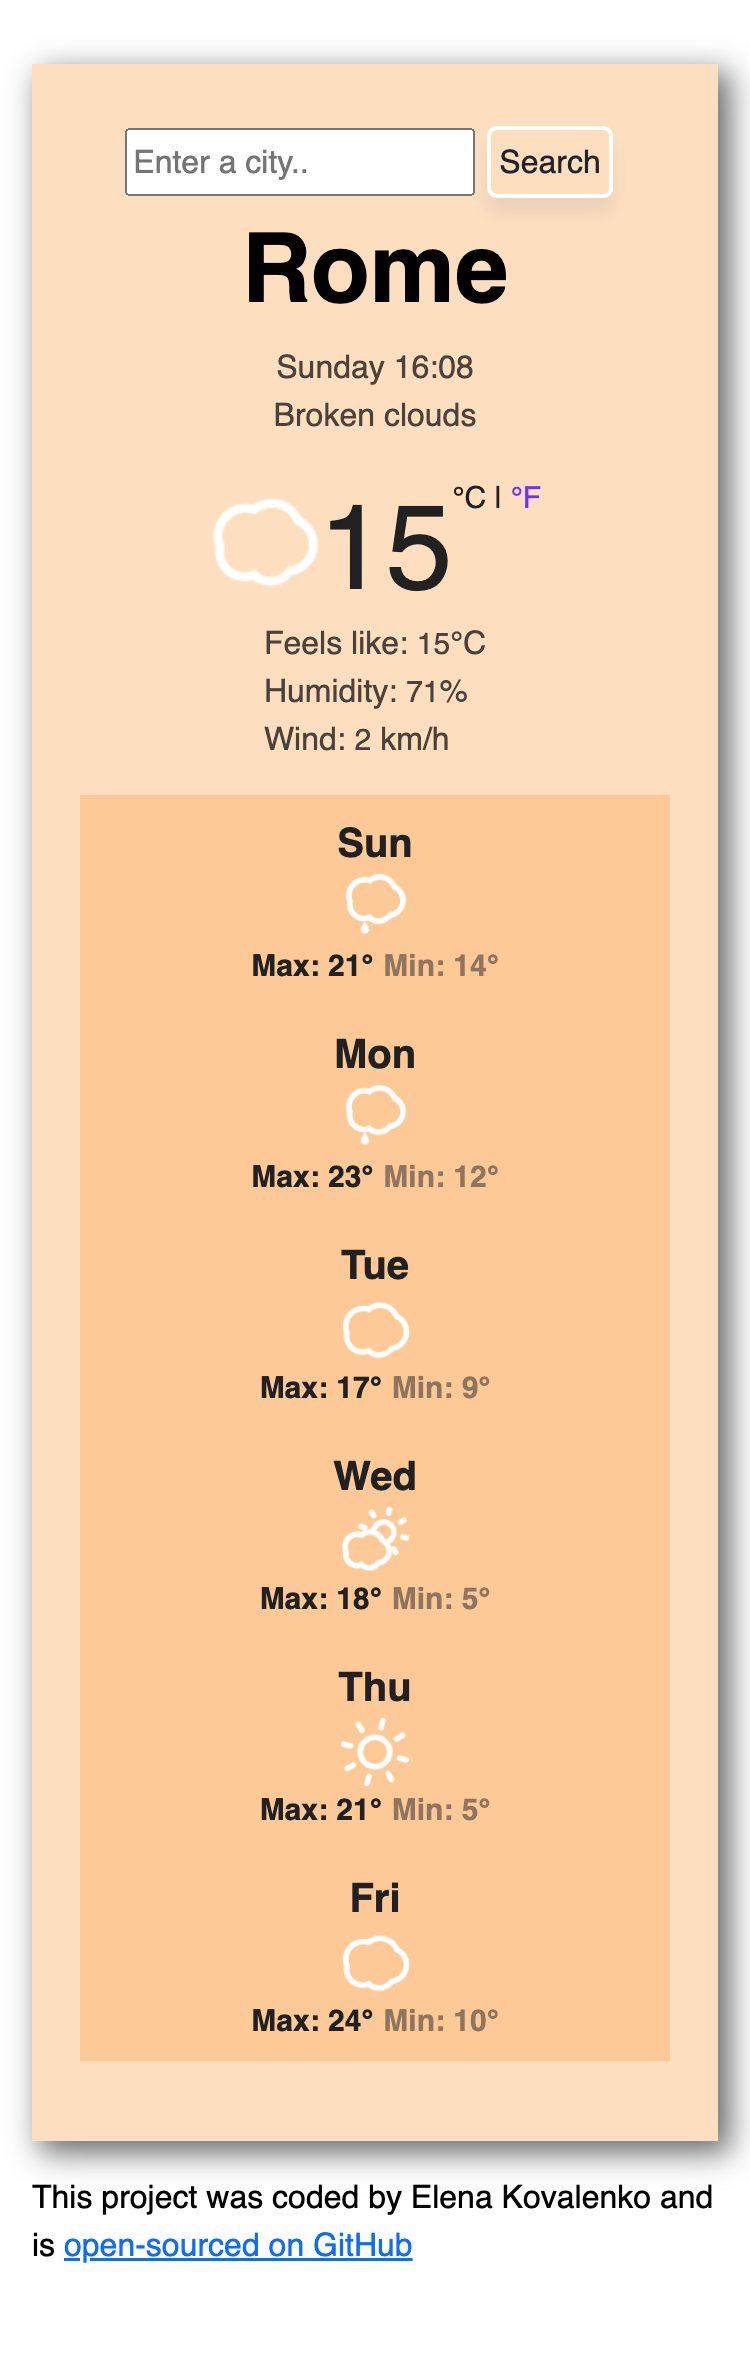 Enter a city..
Search
Rome
Sunday 16:08
Broken clouds
15 °C | °F
Feels like: 15°C
Humidity: 71%
Wind: 2 km/h
Sun
Max: 21° Min: 14°
Mon
Max: 23° Min: 12°
Tue
Max: 17° Min: 9°
Wed
Max: 18° Min: 5°
Thu
Max: 21° Min: 5°
Fri
Max: 24° Min: 10°
This project was coded by Elena Kovalenko and
is open-sourced on GitHub